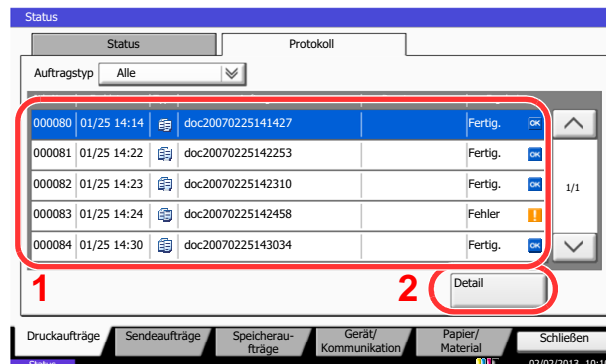 Status
Status Protokoll
Auftragstyp Alle
000080 01/25 14:14 doc20070225141427 Fertig. OK
000081 01/25 14:22 doc20070225142253 Fertig. OK
000082 01/25 14:23 doc20070225142310 Fertig. OK
1/1
000083 01/25 14:24 doc20070225142458 Fehler !
000084 01/25 14:30 doc20070225143034 Fertig. OK
1 2 Detail
Druckaufträge Sendeaufträge Speicherau-
fträge Gerät/
Kommunikation Papier/
Material Schließen
Status 02/02/2013